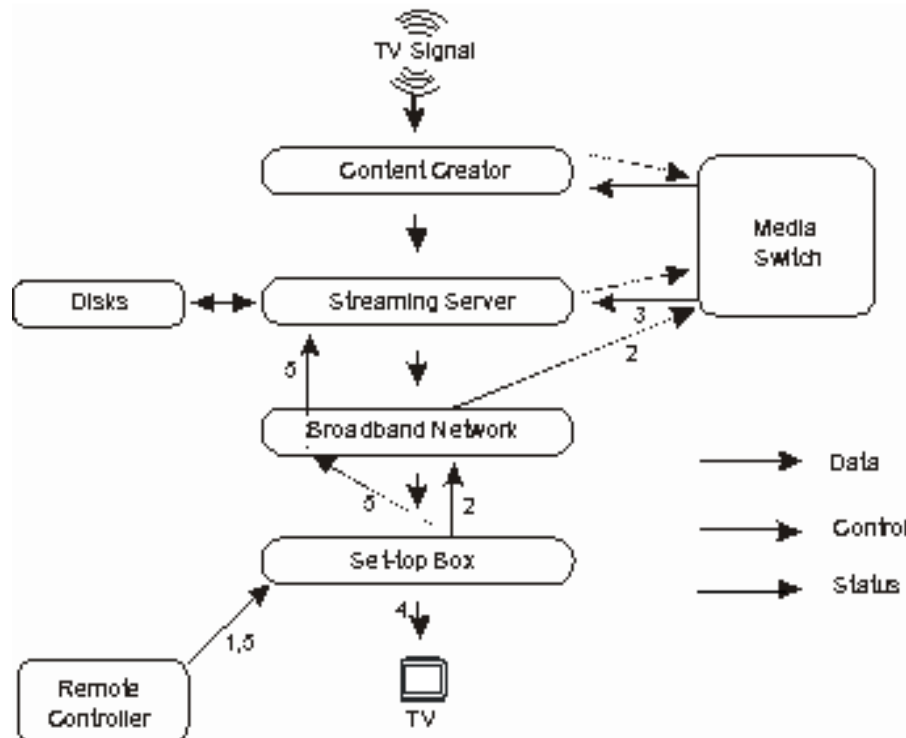 TV Signal
Content Creator
Media
Switch
Disks
Streaming Server
3
2
5
Broadband Network
Data
5
2
Control
Set-top Box
Status
4
1,5
Remote
Controller
TV